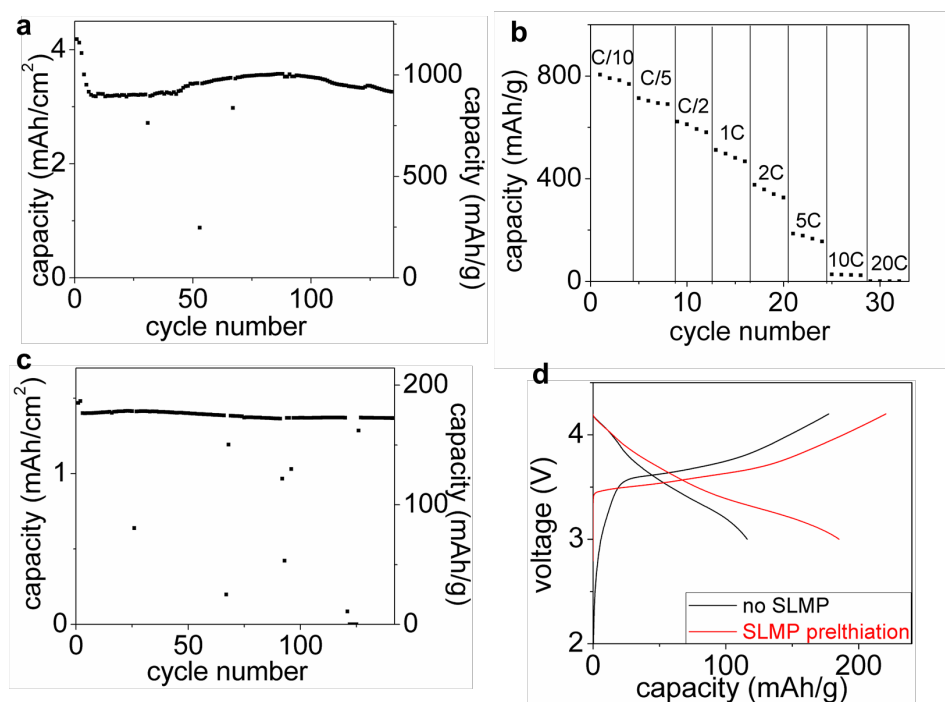 a
4
2
0
capacity (mAh/cm²)
1000
500
0
capacity (mAh/g)
0 50 100
cycle number
b
800
400
0
capacity (mAh/g)
C/10
C/5
C/2
1C
2C
5C
10C
20C
0 10 20 30
cycle number
c
1
0
capacity (mAh/cm²)
200
100
0
capacity (mAh/g)
0 50 100
cycle number
d
4
3
2
voltage (V)
no SLMP
SLMP prelthiation
0 100 200
capacity (mAh/g)